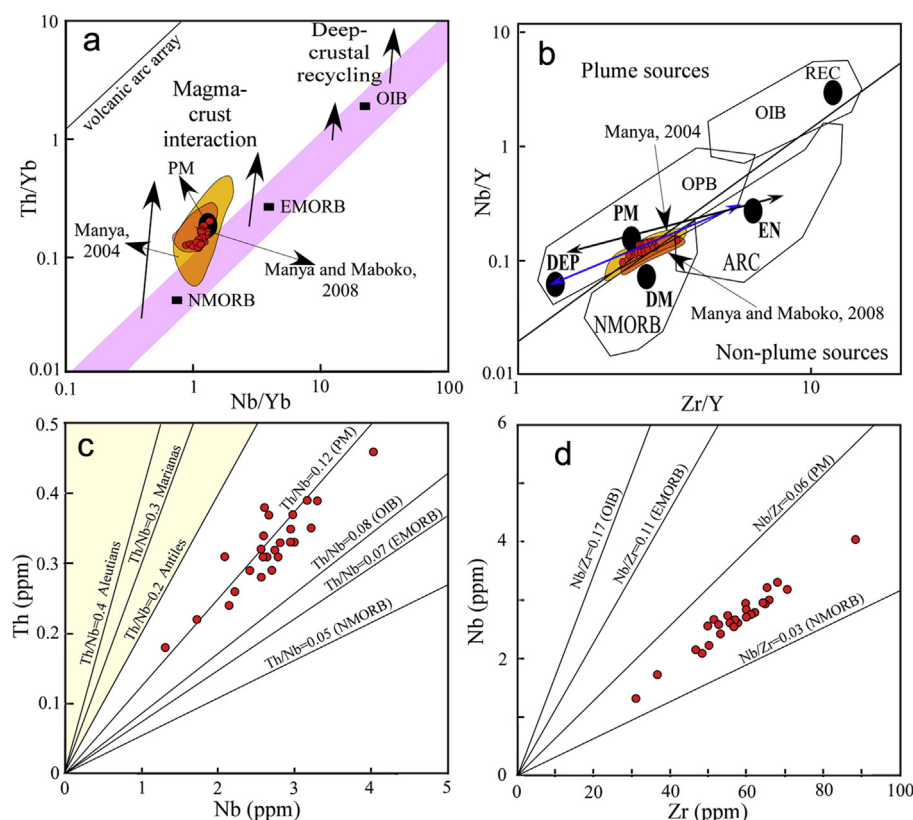 a
volcanic arc array
Deep-
crustal
recycling
OIB
Magma-
crust
interaction
PM
EMORB
Manya,
2004
Manya and Maboko,
2008
NMORB
10
1
0.1
0.01
Th/Yb
0.1
1
10
100
Nb/Yb
b
Plume sources
REC
OIB
Manya, 2004
OPB
PM
EN
DEP
ARC
DM
NMORB
Manya and Maboko, 2008
Non-plume sources
10
1
0.1
0.01
Nb/Y
1
10
Zr/Y
c
Th/Nb=0.4 Aleutians
Th/Nb=0.3 Marianas
Th/Nb=0.2 Antiles
Th/Nb=0.12 (PM)
Th/Nb=0.08 (OIB)
Th/Nb=0.07 (EMORB)
Th/Nb=0.05 (NMORB)
0.5
0.4
0.3
0.2
0.1
0
Th (ppm)
0
1
2
3
4
5
Nb (ppm)
d
Nb/Zr=0.17 (OIB)
Nb/Zr=0.11 (EMORB)
Nb/Zr=0.06 (PM)
Nb/Zr=0.03 (NMORB)
6
4
2
0
Nb (ppm)
0
20
40
60
80
100
Zr (ppm)